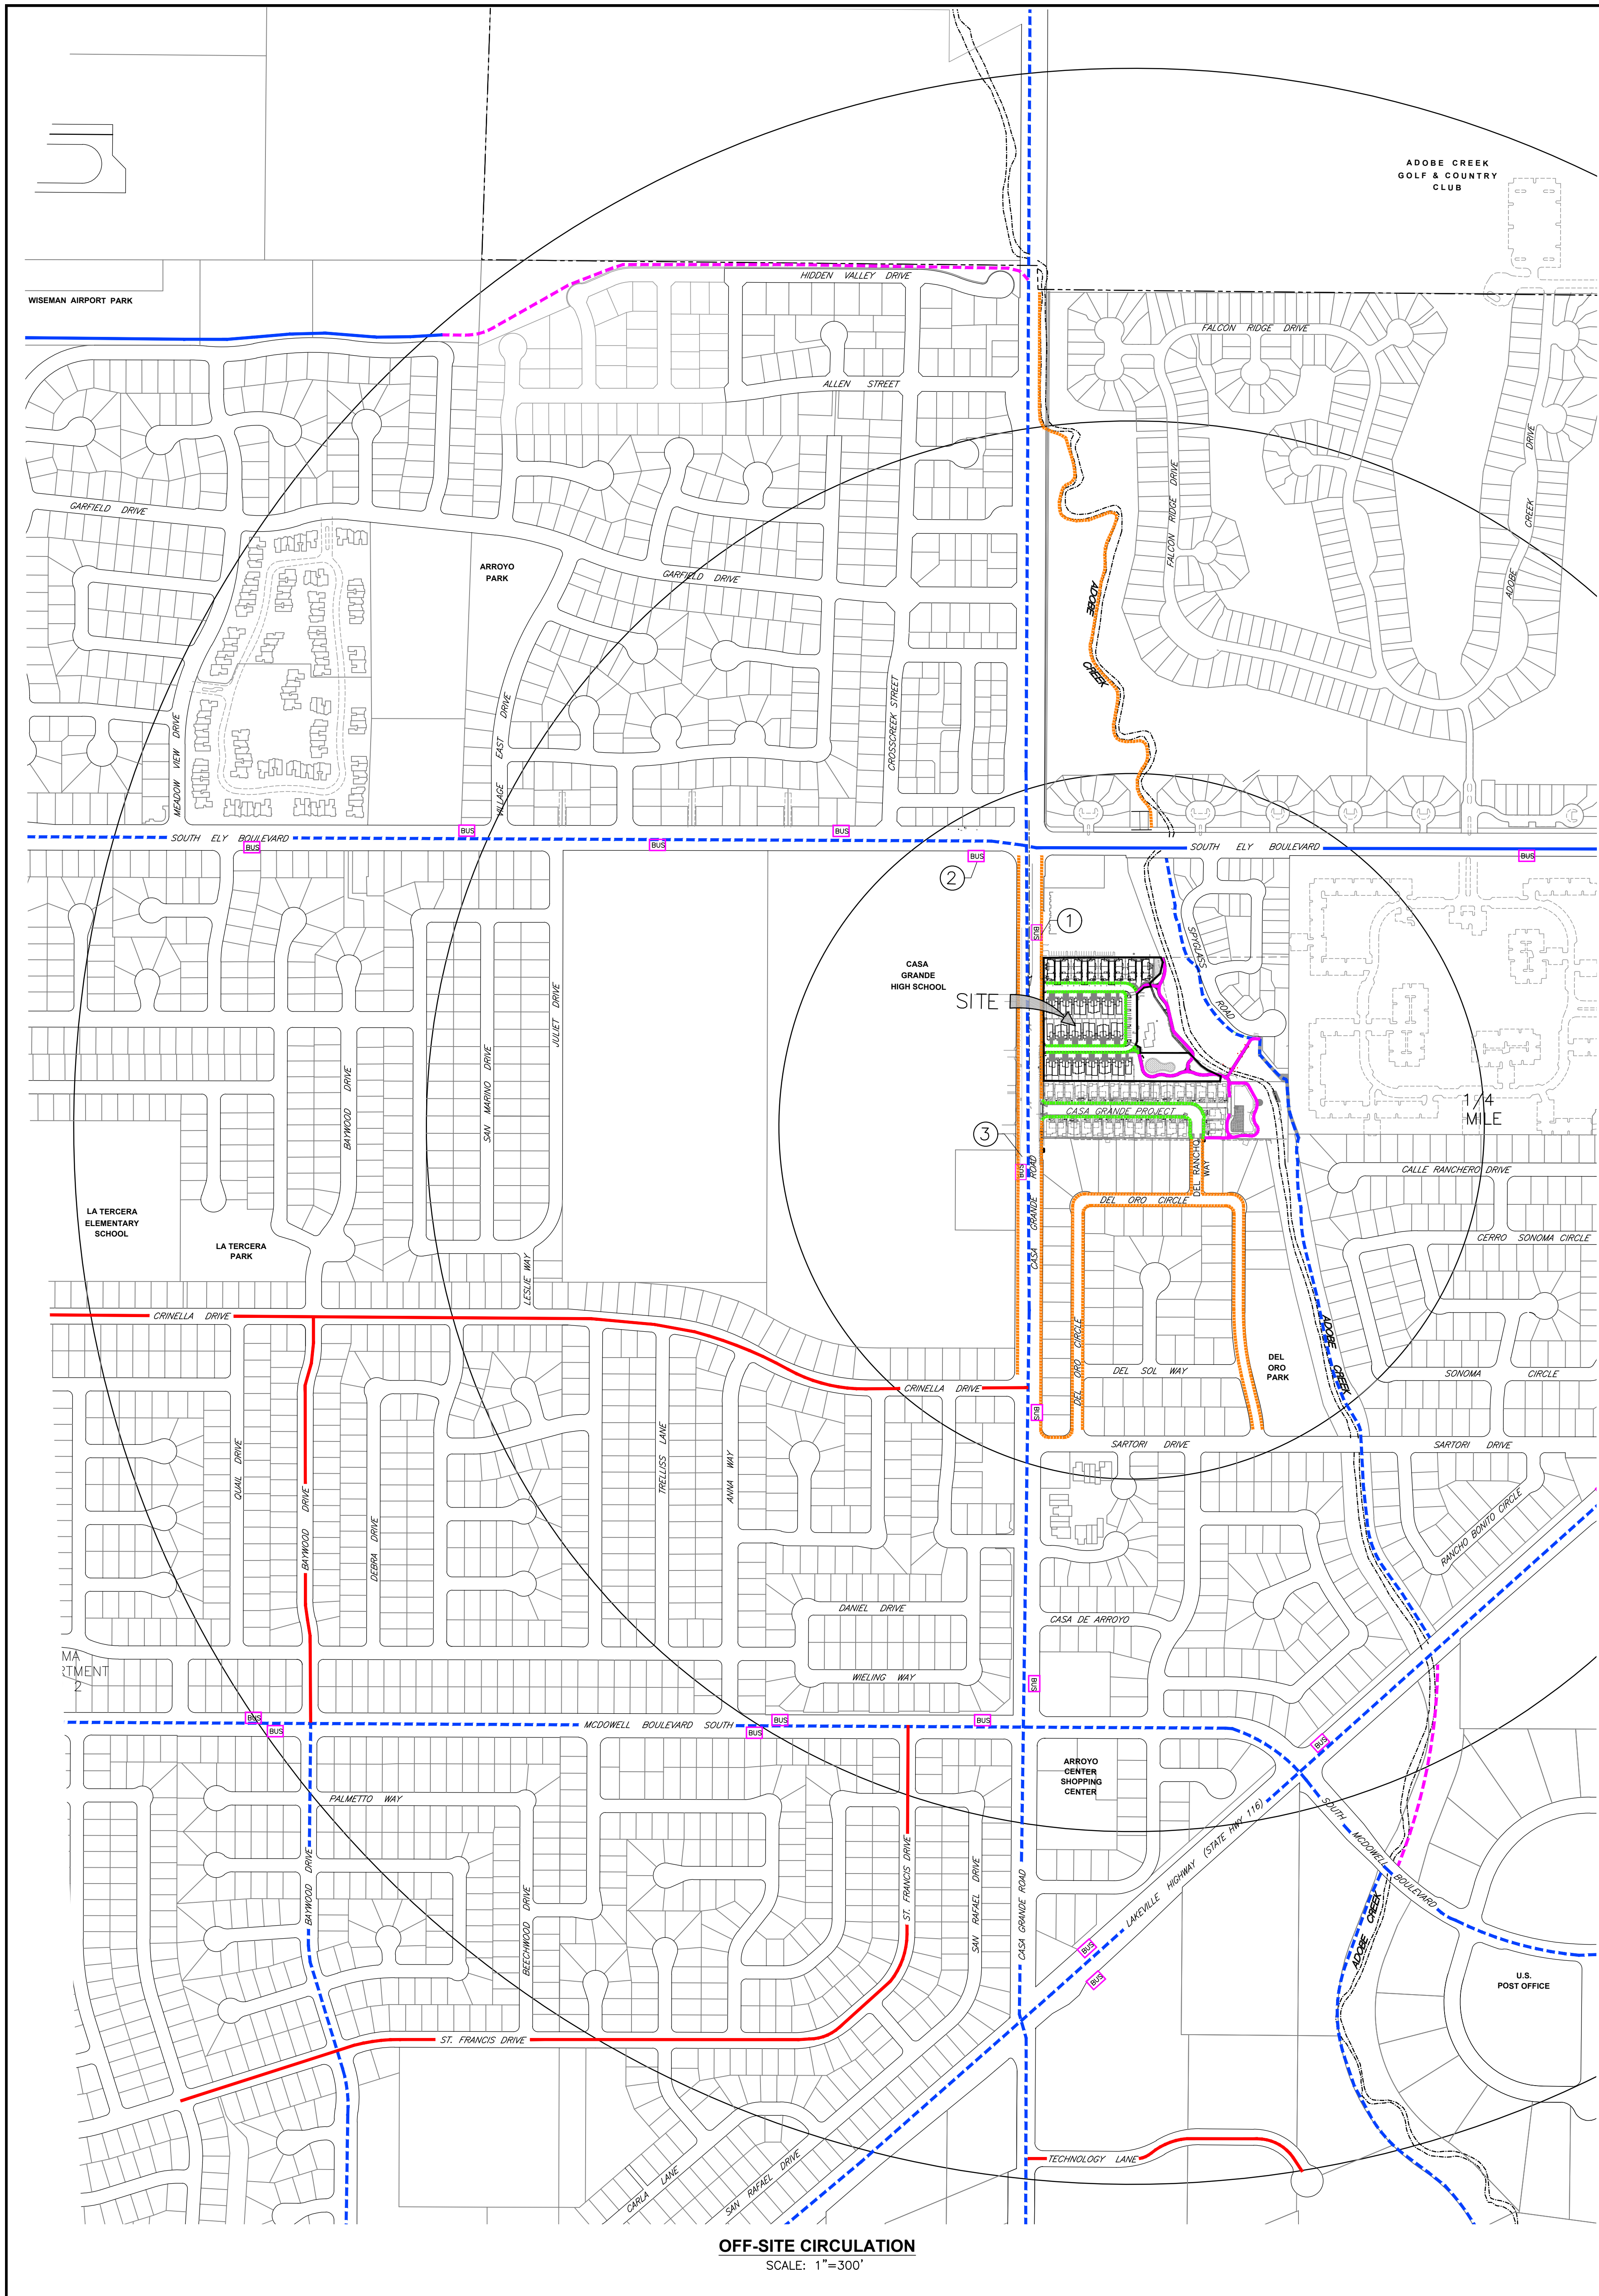 ADOBE CREEK
GOLF & COUNTRY
CLUB
HIDDEN VALLEY DRIVE
WISEMAN AIRPORT PARK
FALCON RIDGE DRIVE
ALLEN STREET
GARFIELD DRIVE
ARROYO
PARK
GARFIELD DRIVE
FALCON RIDGE DRIVE
ADOBE CREEK DRIVE
ADOBE CREEK
CROSSCREEK STREET
MEADOW VIEW DRIVE
VILLAGE EAST DRIVE
SOUTH ELY BOULEVARD
BUS
BUS
BUS
BUS
BUS
2
SOUTH ELY BOULEVARD
BUS
1
BUS
SPYGLASS ROAD
CASA
GRANDE
HIGH SCHOOL
SITE
JULIET DRIVE
SAN MARINO DRIVE
BAYWOOD DRIVE
1/4
MILE
CASA GRANDE PROJECT
3
BUS
DEL RANCHO
WAY
CALLE RANCHERO DRIVE
DEL ORO CIRCLE
CASA GRANDE ROAD
LA TERCERA
ELEMENTARY
SCHOOL
LA TERCERA
PARK
LESLIE WAY
CERRO SONOMA CIRCLE
CRINELLA DRIVE
DEL ORO CIRCLE
ADOBE CREEK
DEL SOL WAY
DEL
ORO
PARK
SONOMA CIRCLE
CRINELLA DRIVE
BUS
SARTORI DRIVE
SARTORI DRIVE
QUAIL DRIVE
BAYWOOD DRIVE
DEBRA DRIVE
TRELLISS LANE
ANNA WAY
RANCHO BONITO CIRCLE
DANIEL DRIVE
CASA DE ARROYO
MA
RTMENT
2
WIELING WAY
BUS
BUS
BUS
MCDOWELL BOULEVARD SOUTH
BUS
BUS
BUS
BUS
ARROYO
CENTER
SHOPPING
CENTER
PALMETTO WAY
LAKEVILLE HIGHWAY (STATE HWY 116)
SOUTH MCDOWELL BOULEVARD
BAYWOOD DRIVE
BEECHWOOD DRIVE
ST. FRANCIS DRIVE
SAN RAFAEL DRIVE
CASA GRANDE ROAD
BUS
BUS
ADOBE CREEK
U.S.
POST OFFICE
ST. FRANCIS DRIVE
CARLA LANE
SAN RAFAEL DRIVE
TECHNOLOGY LANE
OFF-SITE CIRCULATION
SCALE: 1"=300'